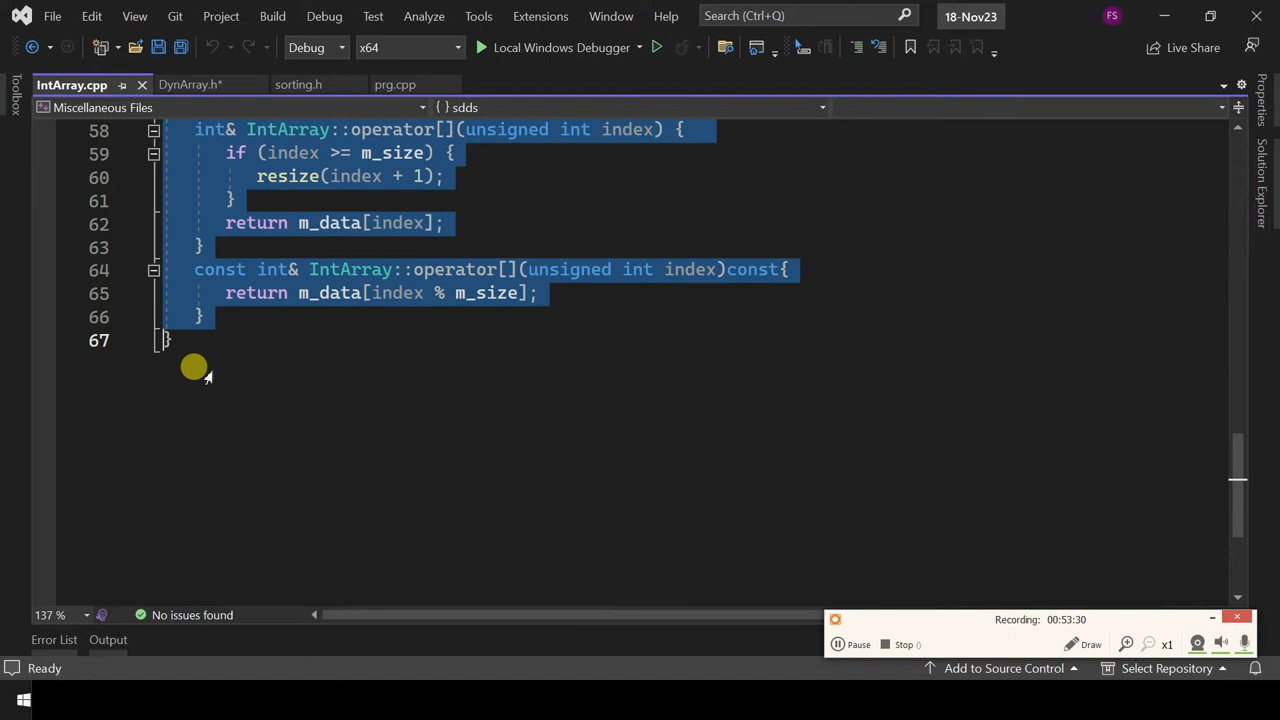 File Edit View Git Project Build Debug Test Analyze Tools Extensions Window Help Search (Ctrl+Q) 18-Nov23 FS
Debug x64 Local Windows Debugger Live Share
IntArray.cpp DynArray.h* sorting.h prg.cpp
Toolbox
Miscellaneous Files { sdds
Properties
Solution Explorer
58 int& IntArray::operator[](unsigned int index) {
59 if (index >= m_size) {
60 resize(index + 1);
61 }
62 return m_data[index];
63 }
64 const int& IntArray::operator[](unsigned int index)const{
65 return m_data[index % m_size];
66 }
67 }
137 % No issues found
Recording: 00:53:30
Pause Stop () Draw x1
Error List Output
Ready Add to Source Control Select Repository